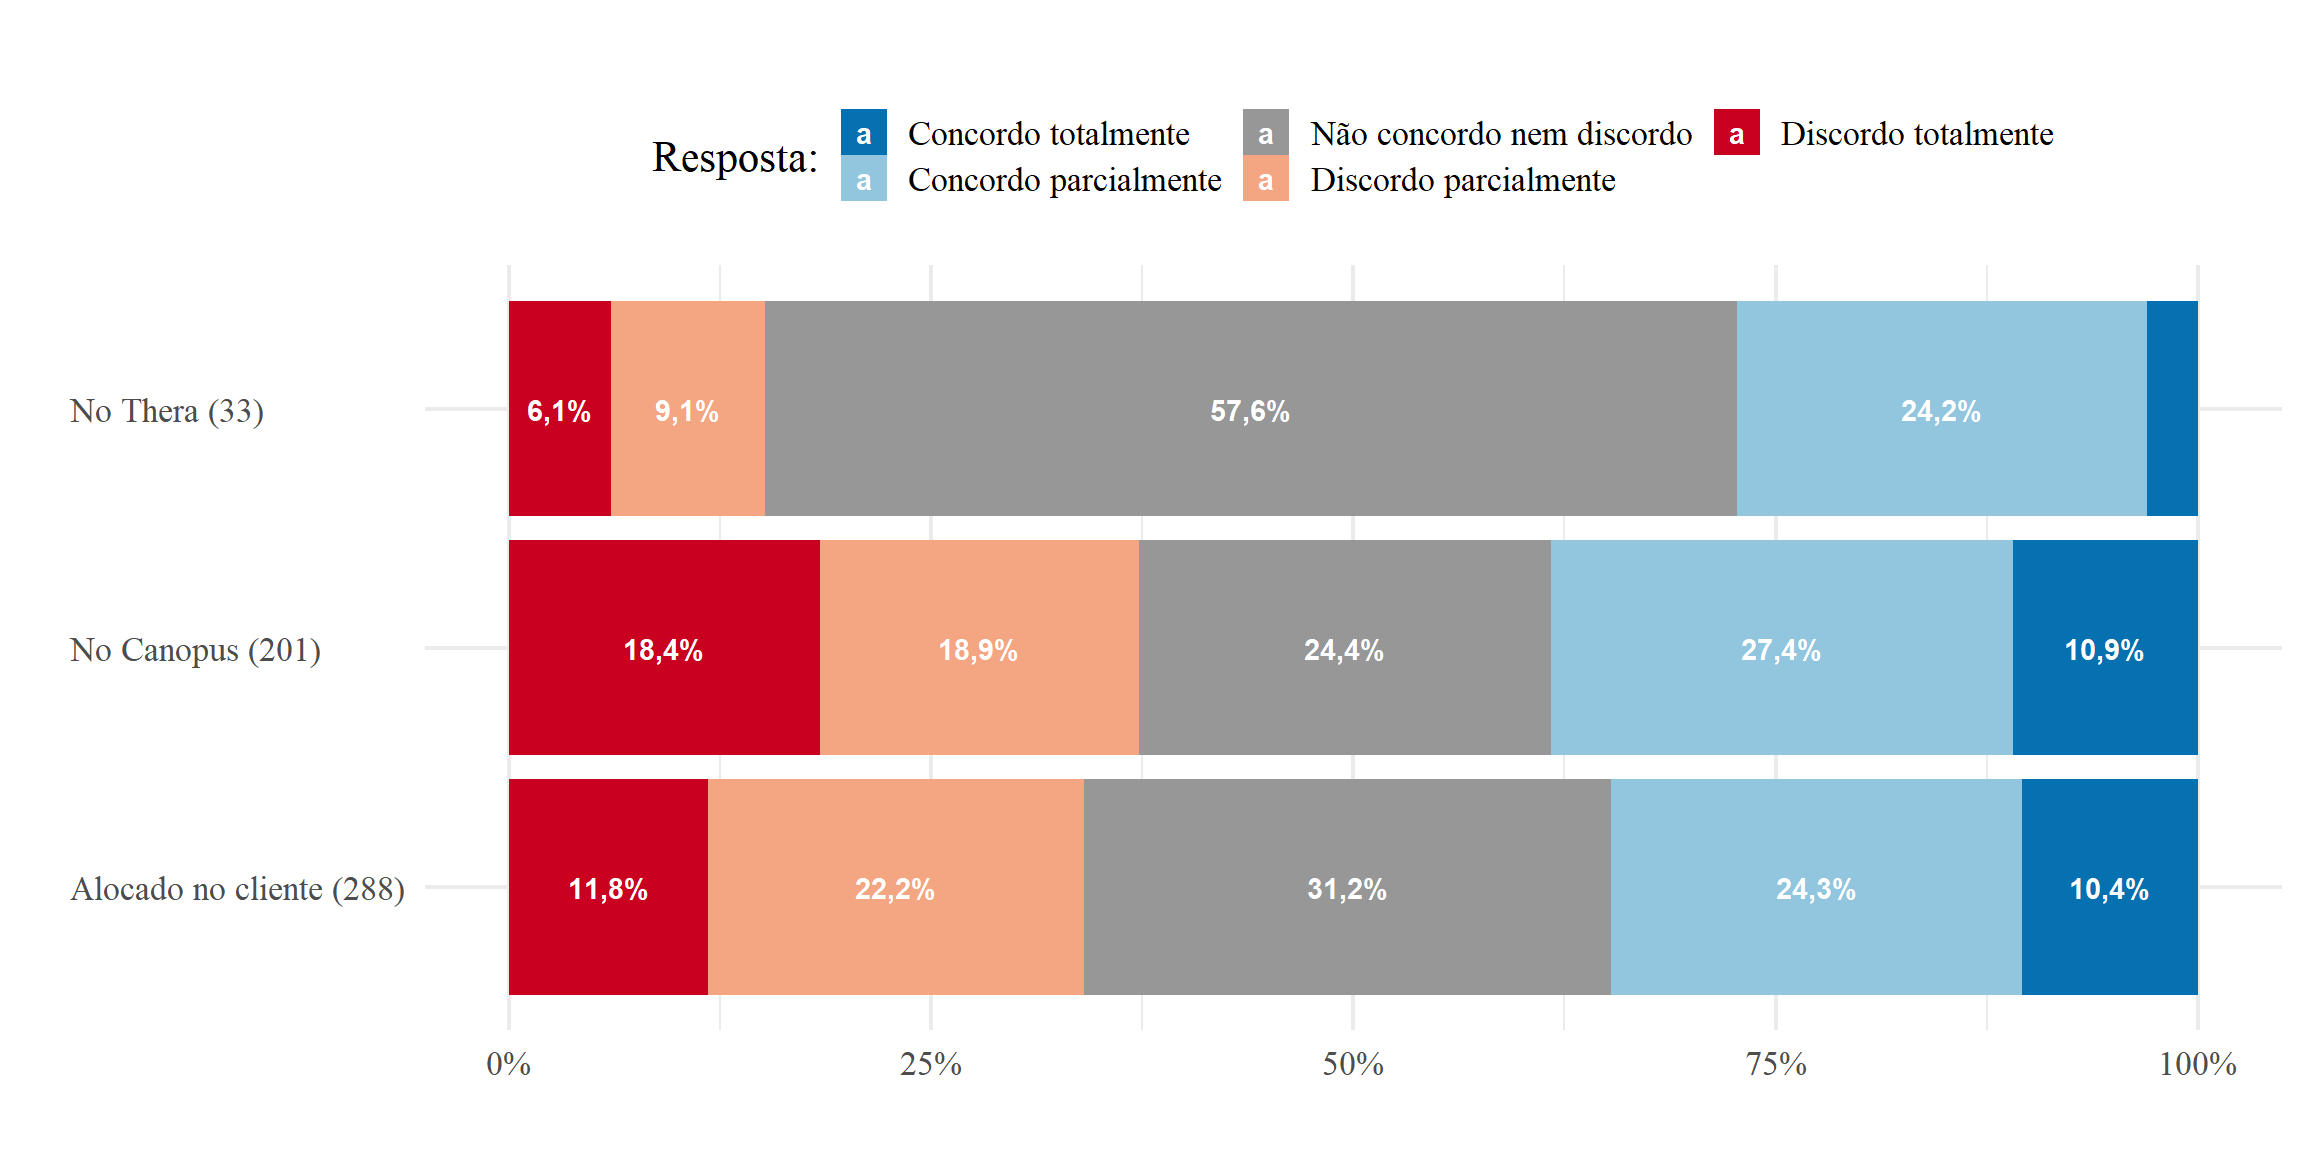 Resposta:
a Concordo totalmente
a Não concordo nem discordo
a Discordo totalmente
a Concordo parcialmente
a Discordo parcialmente
No Thera (33)
6,1% 9,1% 57,6% 24,2%
No Canopus (201)
18,4% 18,9% 24,4% 27,4% 10,9%
Alocado no cliente (288)
11,8% 22,2% 31,2% 24,3% 10,4%
0% 25% 50% 75% 100%